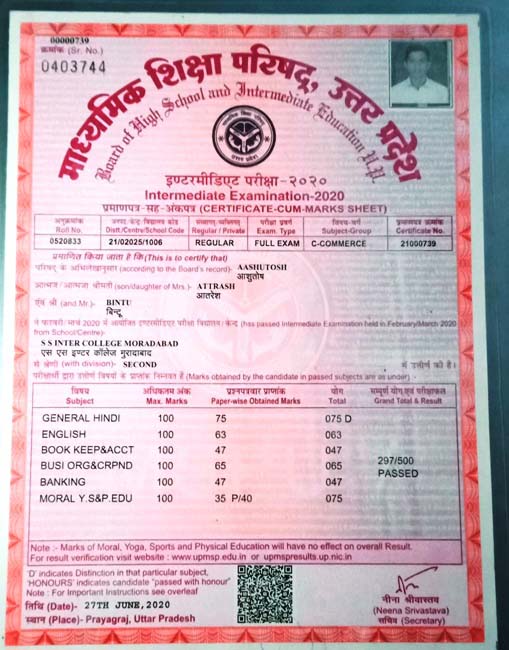 00000739
क्रमांक (Sr. No.)
0403744
माध्यमिक शिक्षा परिषद्, उत्तर प्रदेश
Board of High School and Intermediate Education U.P.
इण्टरमीडिएट परीक्षा-२०२०
Intermediate Examination-2020
प्रमाणपत्र-सह-अंकपत्र (CERTIFICATE-CUM-MARKS SHEET)
अनुक्रमांक जनपद/केन्द्र/विद्यालय कोड संस्थागत/व्यक्तिगत परीक्षा प्रकार विषय-वर्ग प्रमाणपत्र क्रमांक
Roll No. Distt/Centre/School Code Regular / Private Exam. Type Subject-Group Certificate No.
0520833 21/02025/1006 REGULAR FULL EXAM C-COMMERCE 21000739
प्रमाणित किया जाता है कि(This is to certify that)
परिषद् के अभिलेखानुसार (according to the Board's record)- AASHUTOSH
आशुतोष
आत्मज/ आत्मजा श्रीमती (son/daughter of Mrs.)- ATTRASH
आतरेश
एवं श्री (and Mr.)- BINTU
बिन्टू
ने फरवरी/मार्च 2020 में आयोजित इण्टरमीडिएट परीक्षा विद्यालय/केन्द्र (has passed Intermediate Examination held in February/March 2020
from School/Centre)-
S S INTER COLLEGE MORADABAD
एस एस इण्टर कॉलेज मुरादाबाद
से श्रेणी (with division)- SECOND में उत्तीर्ण की है।
परीक्षार्थी द्वारा उत्तीर्ण विषयों के प्राप्तांक निम्नवत हैं (Marks obtained by the candidate in passed subjects are as under) :-
विषय अधिकतम अंक प्रश्नपत्रवार प्राप्तांक योग सम्पूर्ण योग एवं परीक्षाफल
Subject Max. Marks Paper-wise Obtained Marks Total Grand Total & Result
GENERAL HINDI 100 75 075 D
ENGLISH 100 63 063
BOOK KEEP&ACCT 100 47 047
297/500
BUSI ORG&CRPND 100 65 065 PASSED
BANKING 100 47 047
MORAL Y.S&P.EDU 100 35 P/40 075
Note :- Marks of Moral, Yoga, Sports and Physical Education will have no effect on overall Result.
For result verification visit website : www.upmsp.edu.in or upmspresults.up.nic.in
'D' indicates Distinction in that particular subject,
'HONOURS' indicates candidate "passed with honour"
Note : For Important Instructions see overleaf
तिथि (Date)- 27TH JUNE,2020
स्थान (Place)- Prayagraj, Uttar Pradesh
नीना श्रीवास्तव
(Neena Srivastava)
सचिव (Secretary)